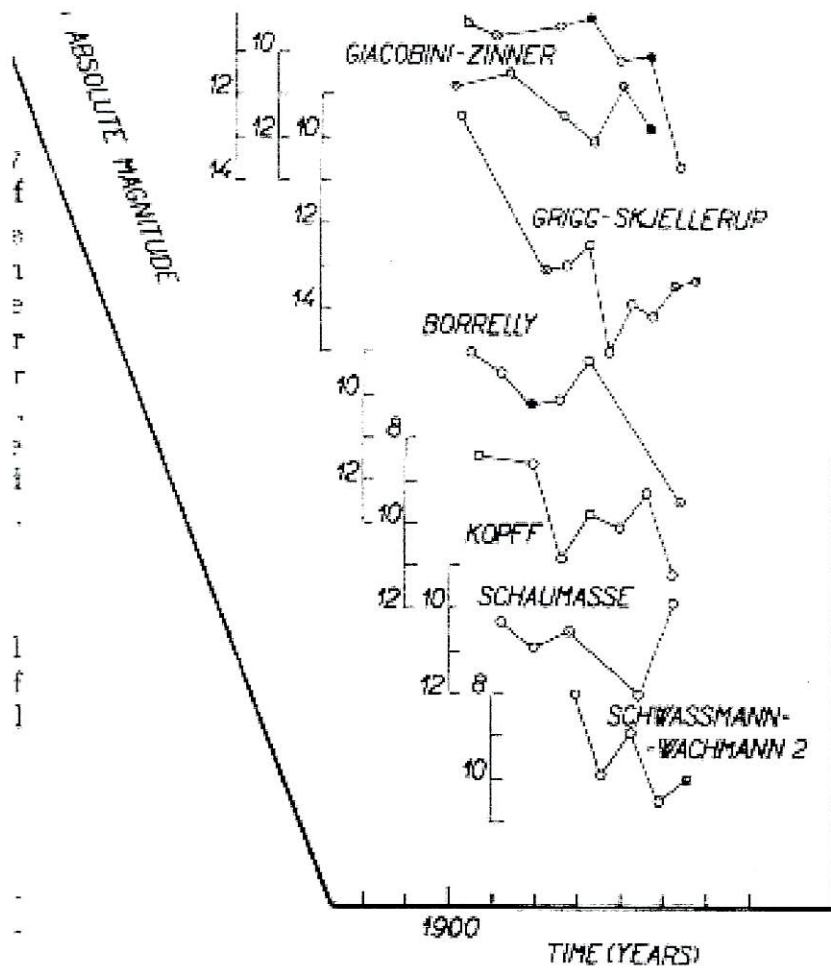 ABSOLUTE MAGNITUDE
10
12
14
12
GIACOBINI-ZINNER
10
12
14
GRIGG-SKJELLERUP
BORRELLY
10
12
8
10
12
KOPFF
10
12
SCHAUMASSE
8
10
SCHWASSMANN-
-WACHMANN 2
f
e
r
r
l
f
l
1900
TIME (YEARS)